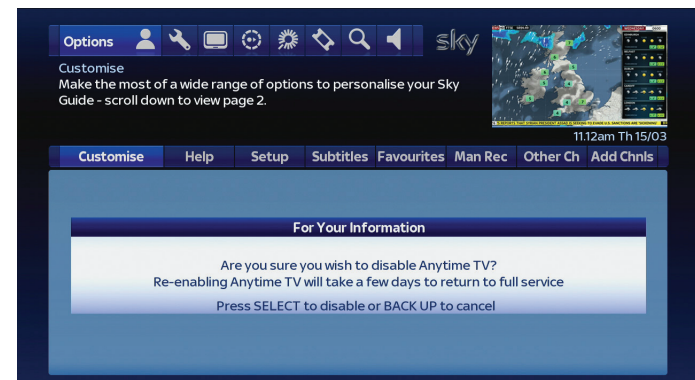 Options
sky
Customise
Make the most of a wide range of options to personalise your Sky
Guide - scroll down to view page 2.
11.12am Th 15/03
Customise Help Setup Subtitles Favourites Man Rec Other Ch Add Chnls
For Your Information
Are you sure you wish to disable Anytime TV?
Re-enabling Anytime TV will take a few days to return to full service
Press SELECT to disable or BACK UP to cancel